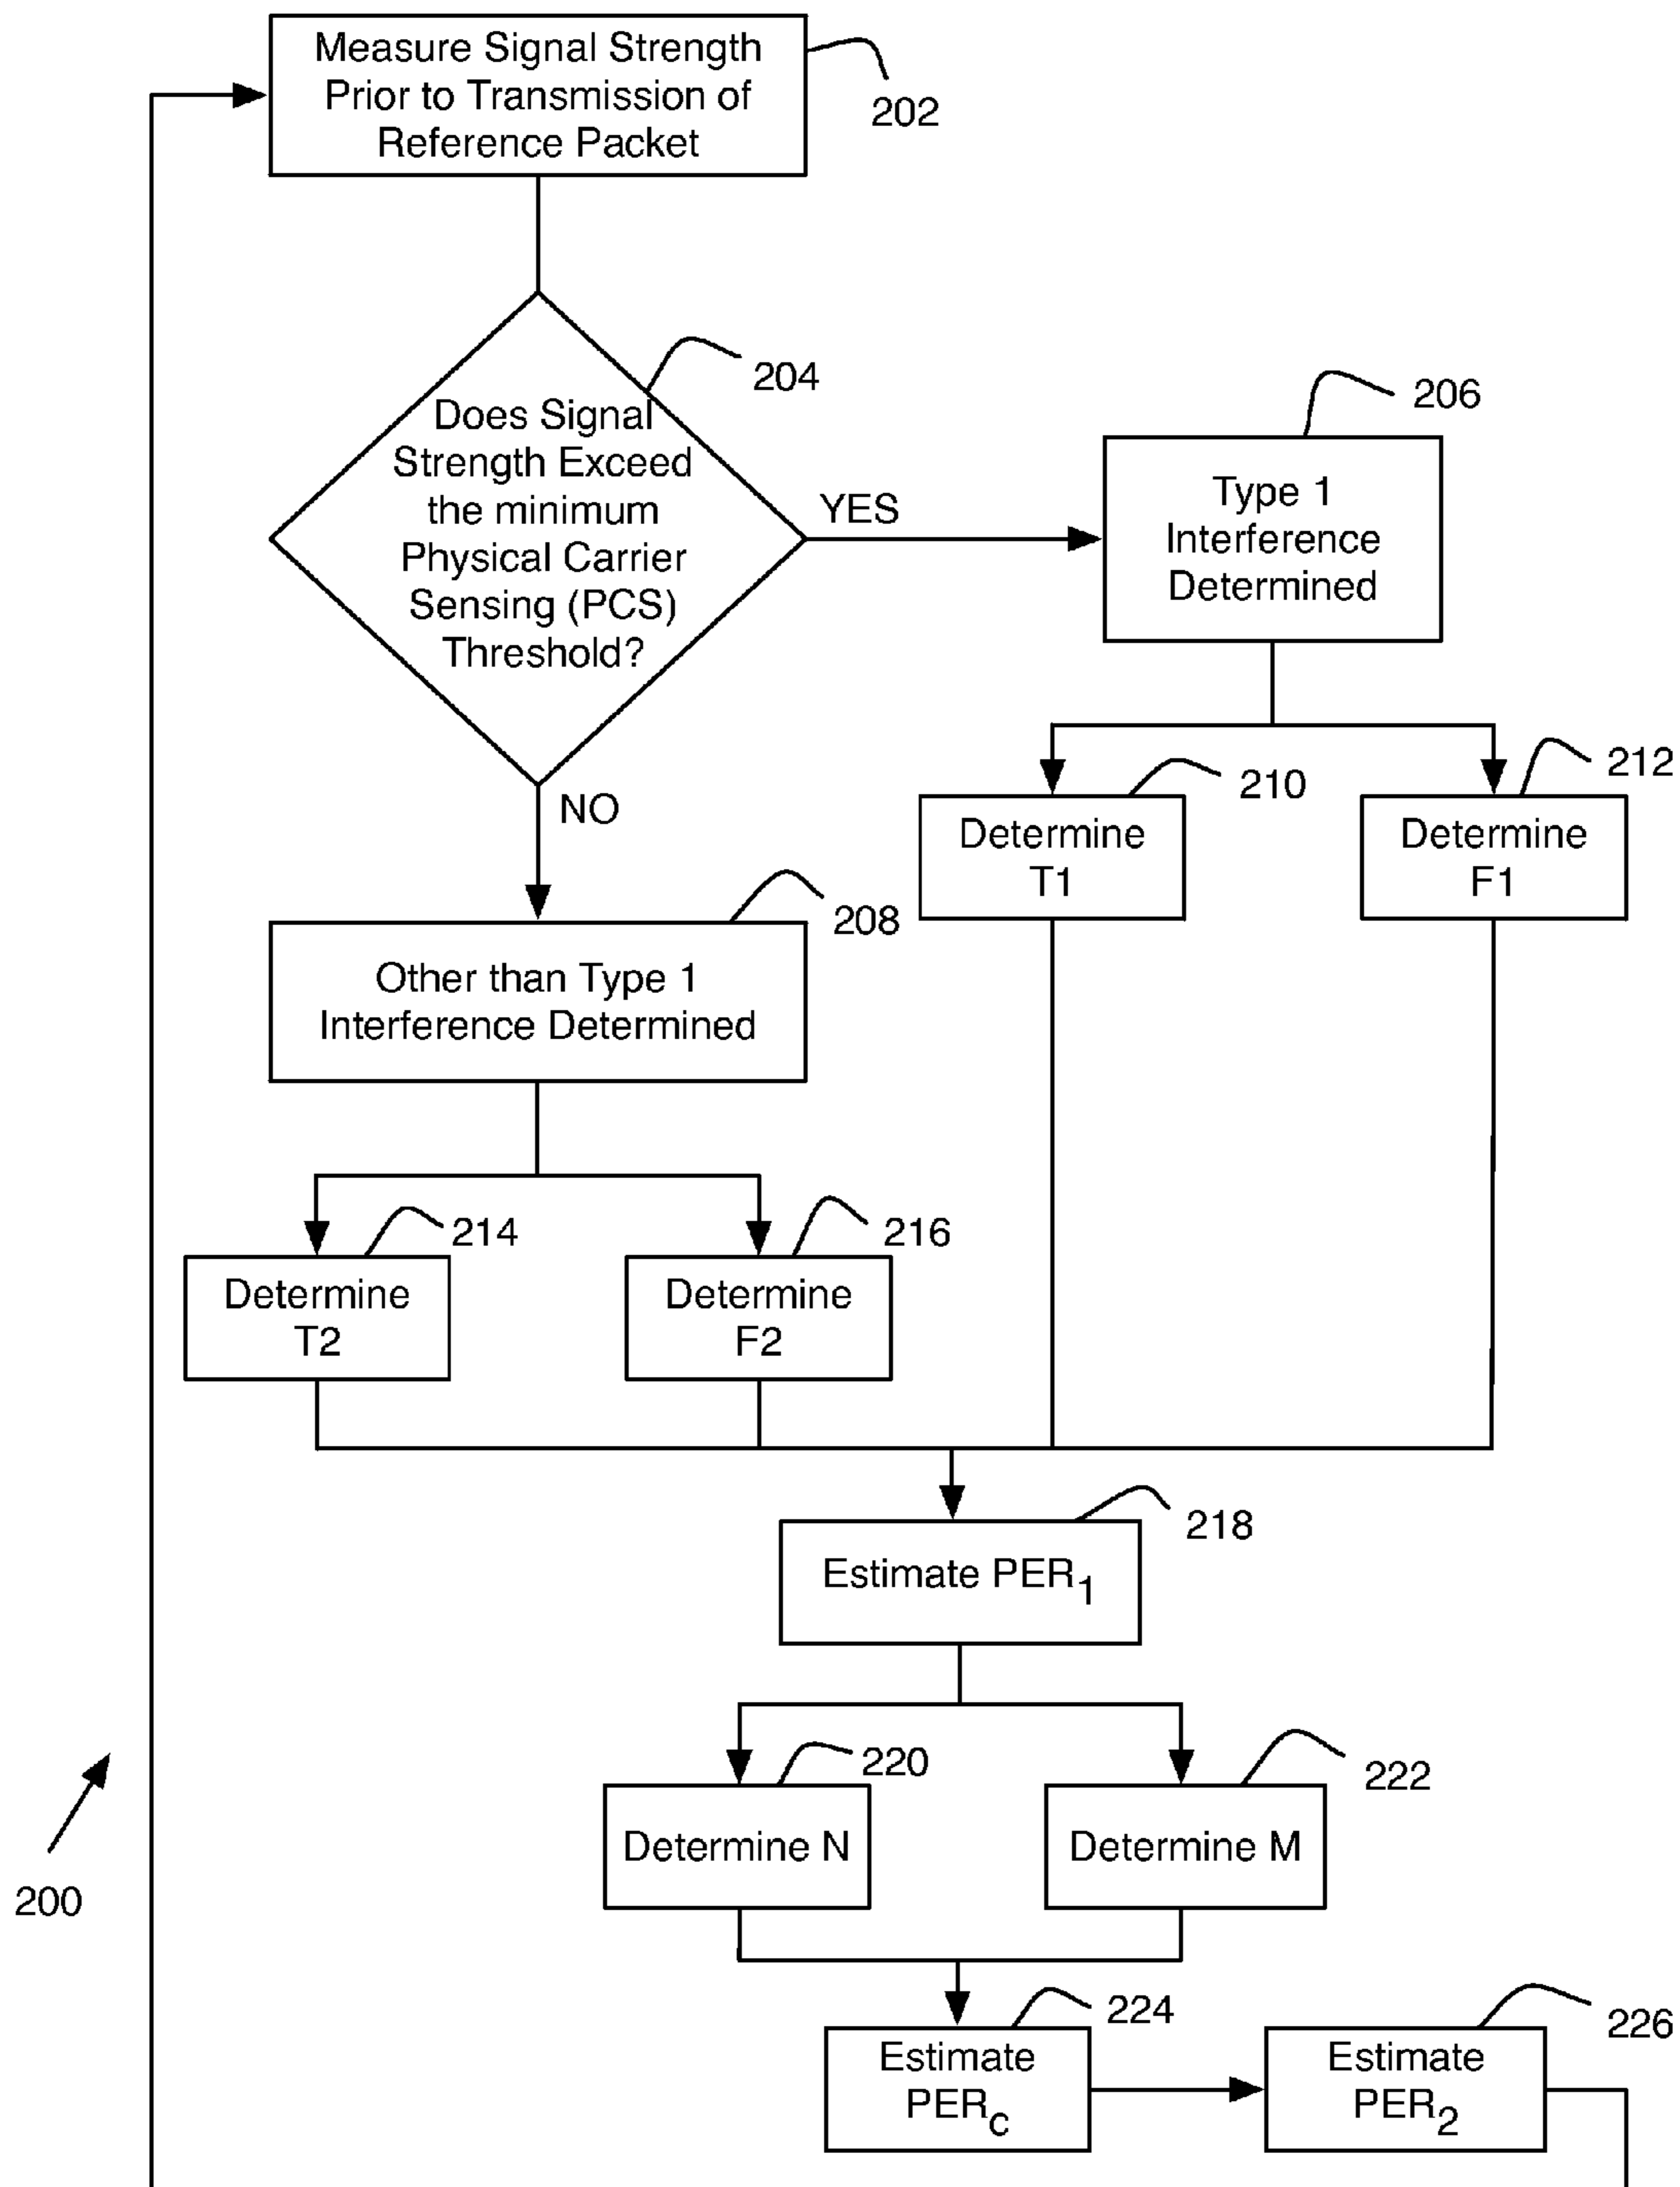 Measure Signal Strength
Prior to Transmission of
Reference Packet
202
204
Does Signal
Strength Exceed
the minimum
Physical Carrier
Sensing (PCS)
Threshold?
YES
206
Type 1
Interference
Determined
NO
210
Determine
T1
212
Determine
F1
208
Other than Type 1
Interference Determined
214
Determine
T2
216
Determine
F2
218
Estimate PER1
220
Determine N
222
Determine M
200
224
Estimate
PERC
226
Estimate
PER2